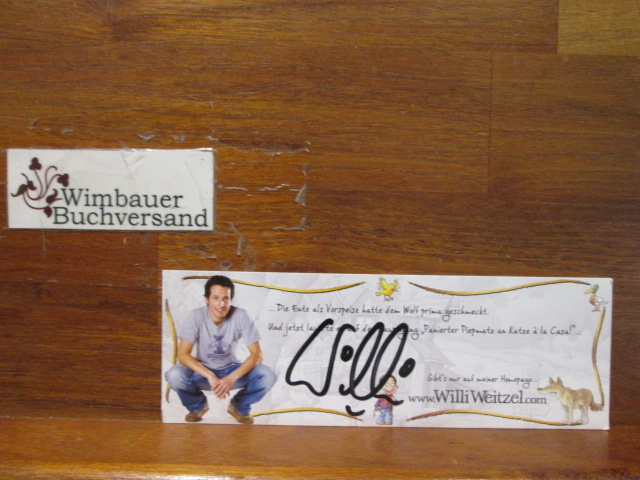 Wimbauer
Buchversand
...Die Ente als Vorspeise hatte dem Wolf prima geschmeckt.
Und jetzt „Panierter Piepmatz an Katze à la Casa!“...
Willi
Gibt's nur auf meiner Homepage...
www.WilliWeitzel.com